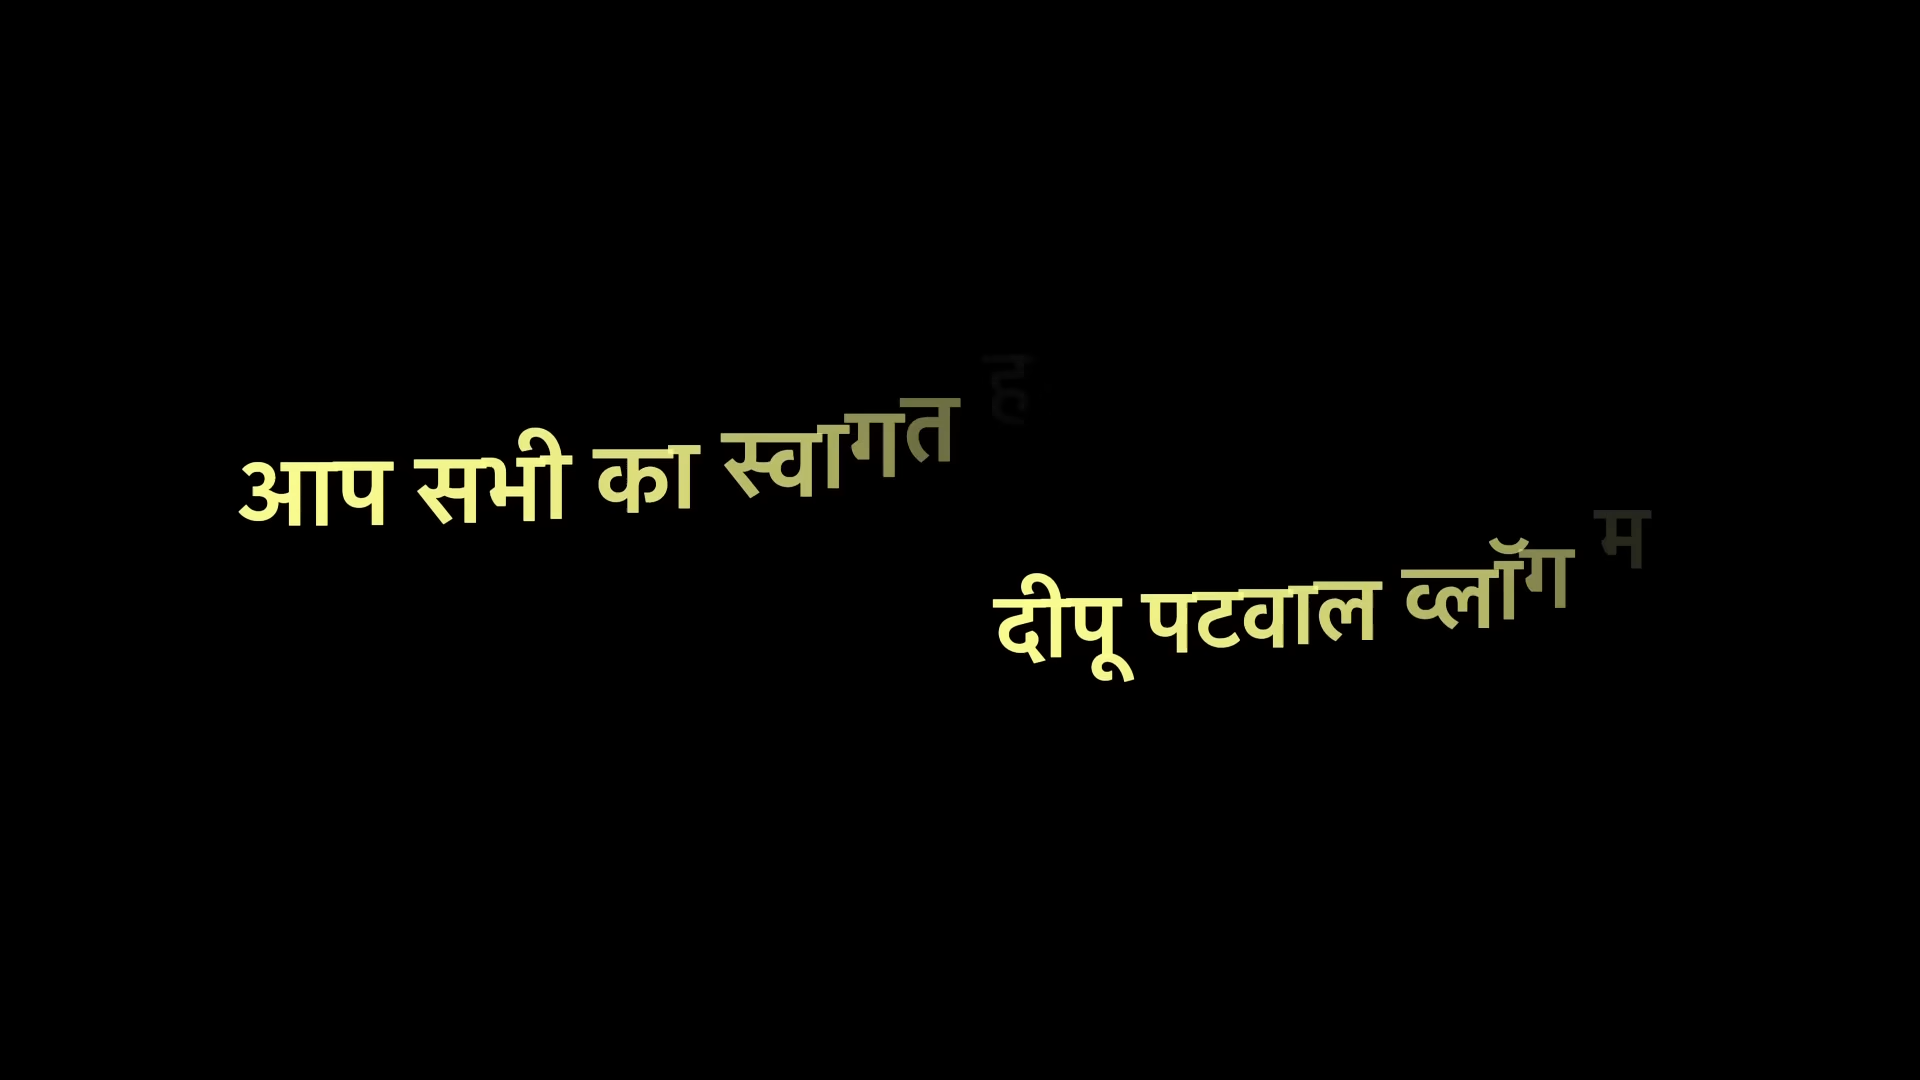 आप सभी का स्वागत ह
दीपू पटवाल व्लॉग म